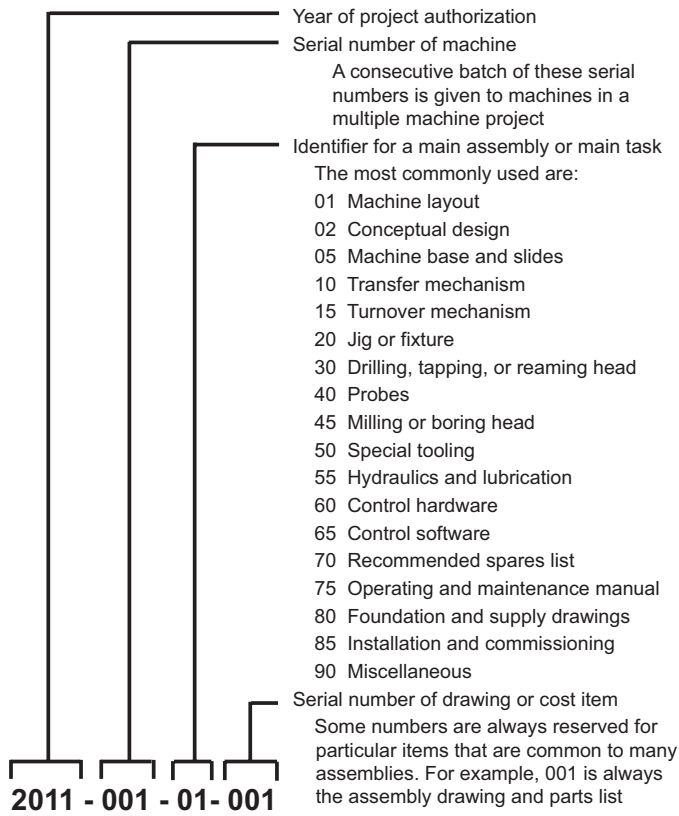 Year of project authorization
Serial number of machine
A consecutive batch of these serial
numbers is given to machines in a
multiple machine project
Identifier for a main assembly or main task
The most commonly used are:
01 Machine layout
02 Conceptual design
05 Machine base and slides
10 Transfer mechanism
15 Turnover mechanism
20 Jig or fixture
30 Drilling, tapping, or reaming head
40 Probes
45 Milling or boring head
50 Special tooling
55 Hydraulics and lubrication
60 Control hardware
65 Control software
70 Recommended spares list
75 Operating and maintenance manual
80 Foundation and supply drawings
85 Installation and commissioning
90 Miscellaneous
Serial number of drawing or cost item
Some numbers are always reserved for
particular items that are common to many
assemblies. For example, 001 is always
the assembly drawing and parts list
2011 - 001 - 01- 001